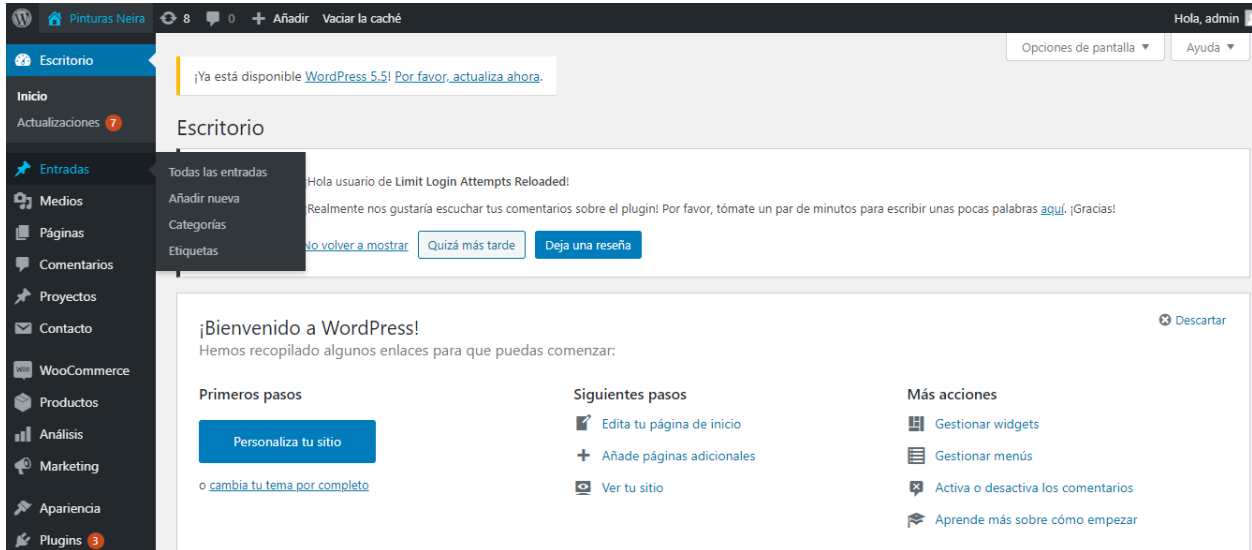 Pinturas Neira 8 0 + Añadir Vaciar la caché Hola, admin
Opciones de pantalla ▼ Ayuda ▼
Escritorio
Inicio
Actualizaciones 7
Entradas
Medios
Páginas
Comentarios
Proyectos
Contacto
WOO WooCommerce
Productos
Análisis
Marketing
Apariencia
Plugins 3
Todas las entradas
Añadir nueva
Categorías
Etiquetas
¡Ya está disponible WordPress 5.5! Por favor, actualiza ahora.
Escritorio
¡Hola usuario de Limit Login Attempts Reloaded!
¡Realmente nos gustaría escuchar tus comentarios sobre el plugin! Por favor, tómate un par de minutos para escribir unas pocas palabras aquí. ¡Gracias!
No volver a mostrar Quizá más tarde Deja una reseña
¡Bienvenido a WordPress!
Descartar
Hemos recopilado algunos enlaces para que puedas comenzar:
Primeros pasos
Personaliza tu sitio
o cambia tu tema por completo
Siguientes pasos
Edita tu página de inicio
Añade páginas adicionales
Ver tu sitio
Más acciones
Gestionar widgets
Gestionar menús
Activa o desactiva los comentarios
Aprende más sobre cómo empezar